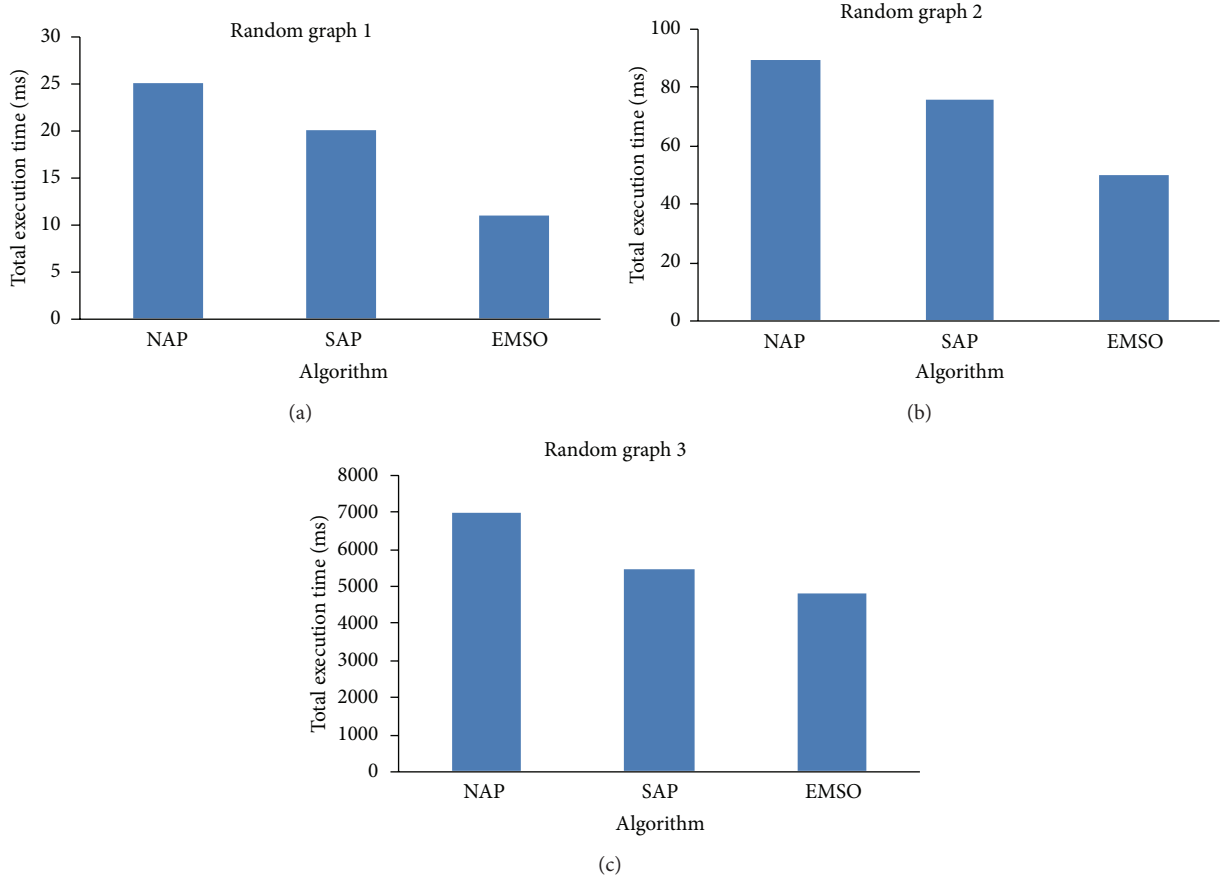 Random graph 1
Total execution time (ms)
30
25
20
15
10
5
0
NAP SAP EMSO
Algorithm
(a)
Random graph 2
Total execution time (ms)
100
80
60
40
20
0
NAP SAP EMSO
Algorithm
(b)
Random graph 3
Total execution time (ms)
8000
7000
6000
5000
4000
3000
2000
1000
0
NAP SAP EMSO
Algorithm
(c)